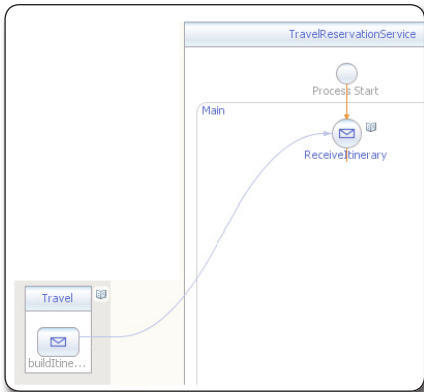 TravelReservationService
Process Start
Main
ReceiveItinerary
Travel
buildItine...